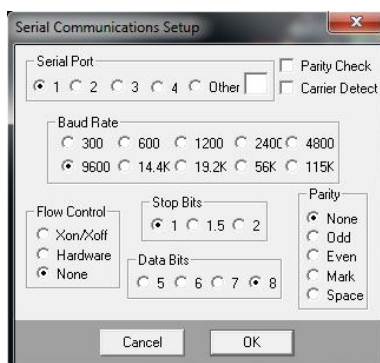 Serial Communications Setup
Serial Port
1 2 3 4 Other
Parity Check
Carrier Detect
Baud Rate
300 600 1200 2400 4800
9600 14.4K 19.2K 56K 115K
Flow Control
Xon/Xoff
Hardware
None
Stop Bits
1 1.5 2
Data Bits
5 6 7 8
Parity
None
Odd
Even
Mark
Space
Cancel OK